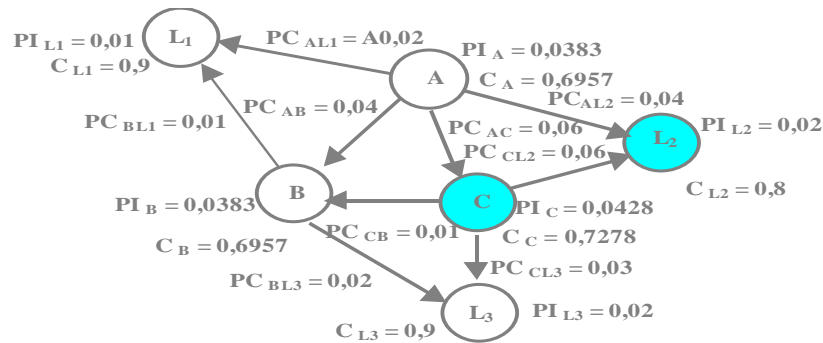 PI L1 = 0,01
L1
PC AL1 = A0,02
C L1 = 0,9
A
PI A = 0,0383
C A = 0,6957
PC AB = 0,04
PC AL2 = 0,04
PC BL1 = 0,01
PC AC = 0,06
PC CL2 = 0,06
L2
PI L2 = 0,02
B
C
C L2 = 0,8
PI B = 0,0383
PI C = 0,0428
PC CB = 0,01
C C = 0,7278
C B = 0,6957
PC BL3 = 0,02
PC CL3 = 0,03
L3
PI L3 = 0,02
C L3 = 0,9